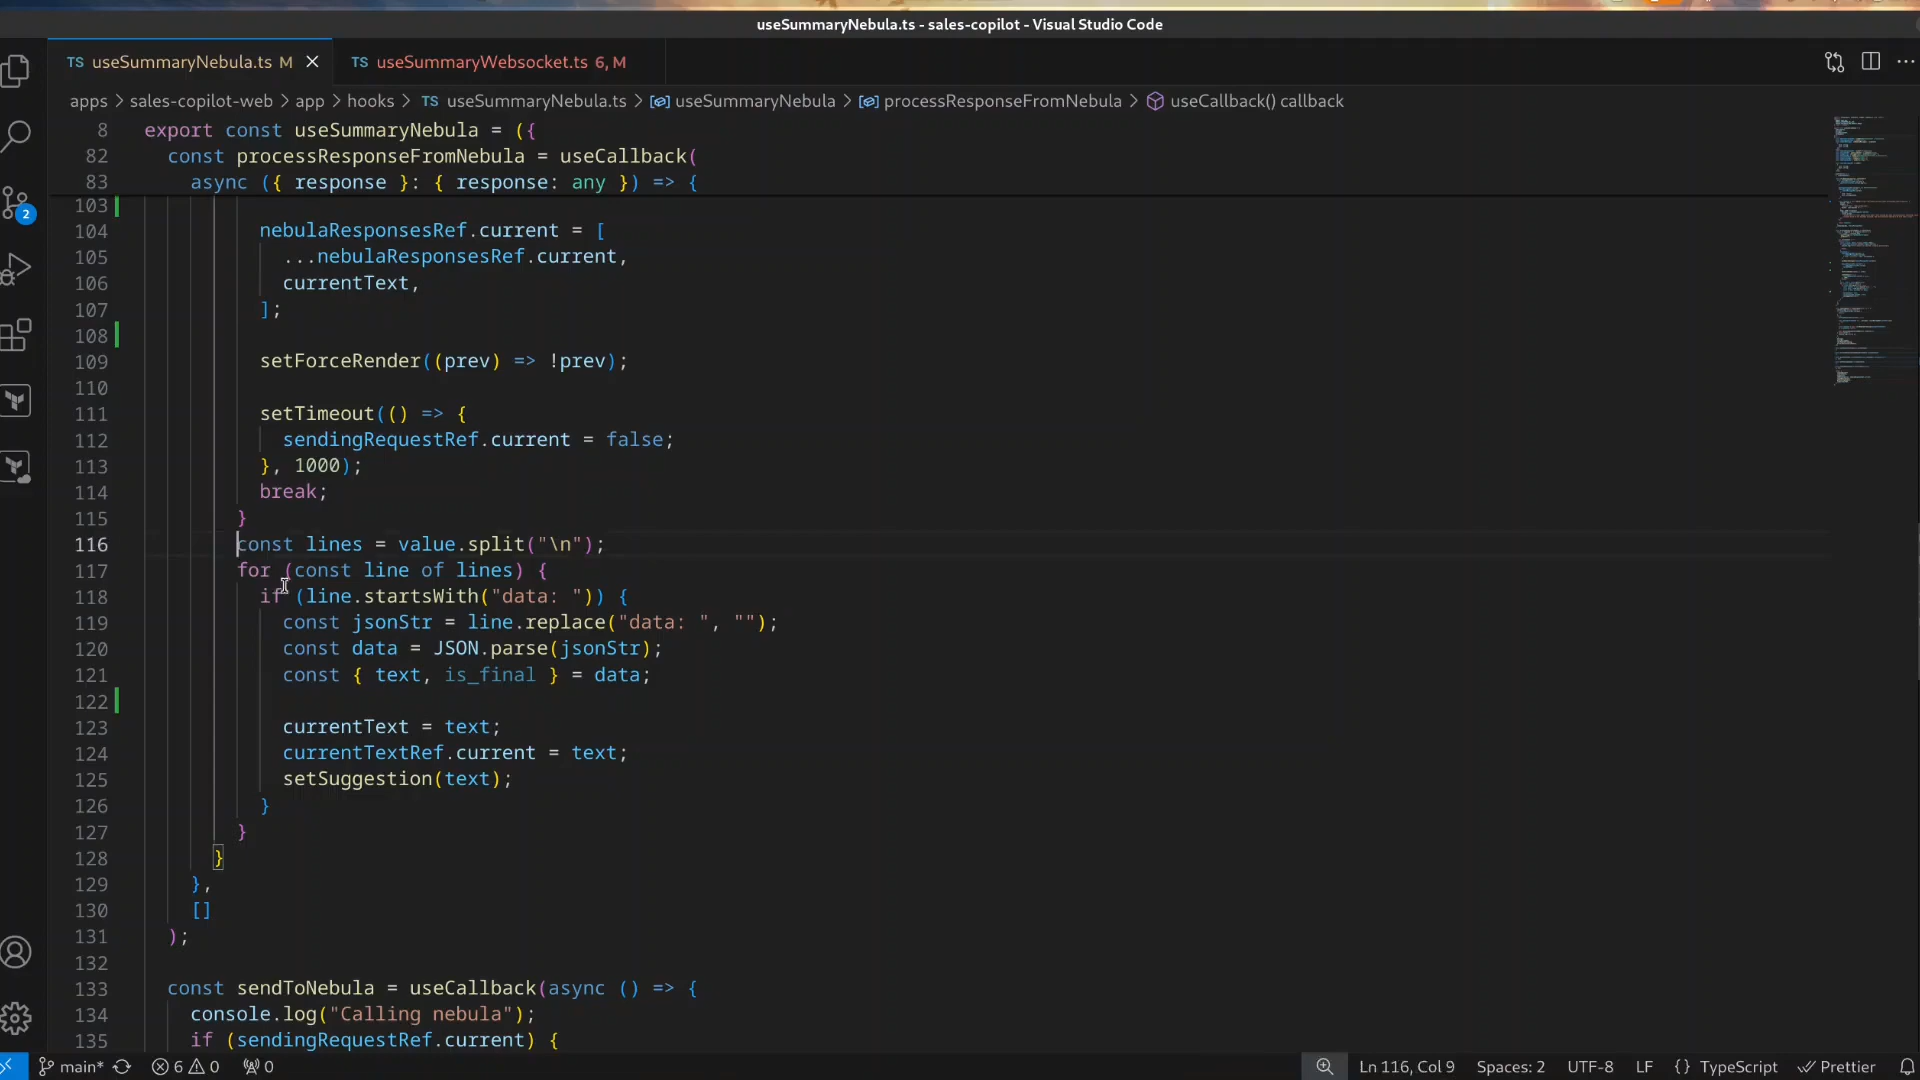 useSummaryNebula.ts - sales-copilot - Visual Studio Code
TS useSummaryNebula.ts M
TS useSummaryWebsocket.ts 6, M
apps > sales-copilot-web > app > hooks > TS useSummaryNebula.ts > useSummaryNebula > processResponseFromNebula > useCallback() callback
8 export const useSummaryNebula = ({
82 const processResponseFromNebula = useCallback(
83 async ({ response }: { response: any }) => {
103
104 nebulaResponsesRef.current = [
105 ...nebulaResponsesRef.current,
106 currentText,
107 ];
108
109 setForceRender((prev) => !prev);
110
111 setTimeout(() => {
112 sendingRequestRef.current = false;
113 }, 1000);
114 break;
115 }
116 const lines = value.split("\n");
117 for (const line of lines) {
118 if (line.startsWith("data: ")) {
119 const jsonStr = line.replace("data: ", "");
120 const data = JSON.parse(jsonStr);
121 const { text, is_final } = data;
122
123 currentText = text;
124 currentTextRef.current = text;
125 setSuggestion(text);
126 }
127 }
128 }
129 },
130 []
131 );
132
133 const sendToNebula = useCallback(async () => {
134 console.log("Calling nebula");
135 if (sendingRequestRef.current) {
2
main* 6 0 0 Ln 116, Col 9 Spaces: 2 UTF-8 LF {} TypeScript Prettier